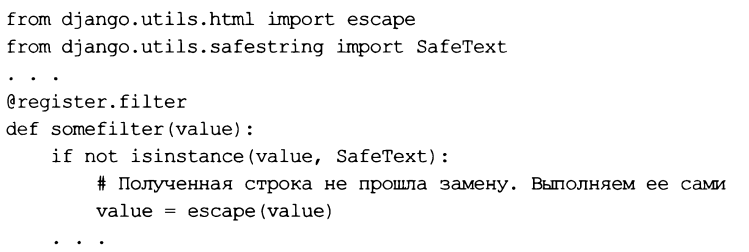 from django.utils.html import escape
from django.utils.safestring import SafeText
. . .
@register.filter
def somefilter(value):
    if not isinstance(value, SafeText):
        # Полученная строка не прошла замену. Выполняем ее сами
        value = escape(value)
    . . .